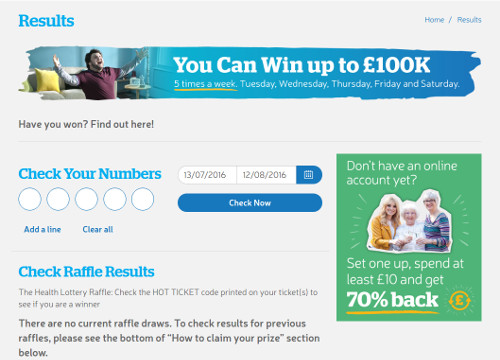 Results
Home / Results
You Can Win up to £100K
5 times a week. Tuesday, Wednesday, Thursday, Friday and Saturday.
Have you won? Find out here!
Check Your Numbers
13/07/2016 12/08/2016
Check Now
Add a line Clear all
Don't have an online
account yet?
Set one up, spend at
least £10 and get
70% back
£
Check Raffle Results
The Health Lottery Raffle: Check the HOT TICKET code printed on your ticket(s) to
see if you are a winner
There are no current raffle draws. To check results for previous
raffles, please see the bottom of "How to claim your prize" section
below.